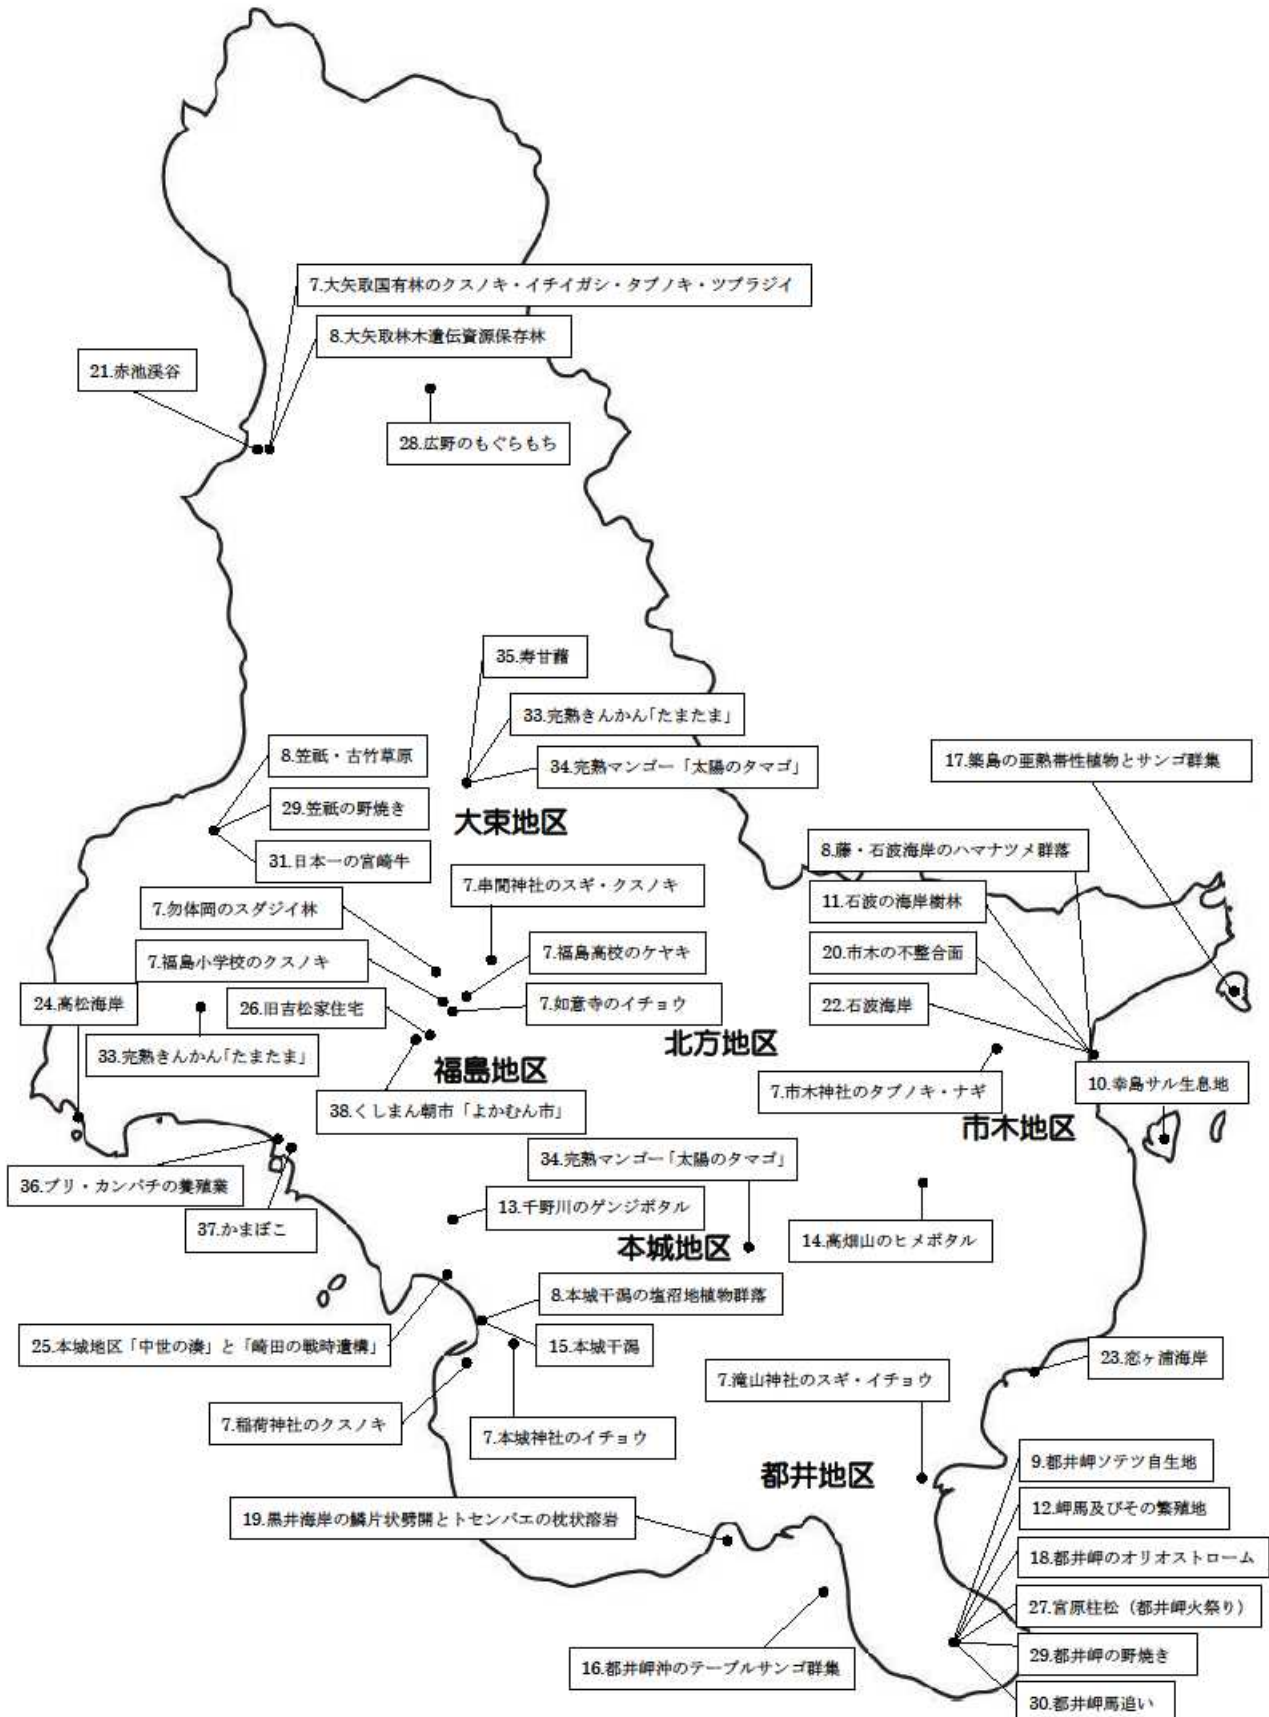 7.大矢取国有林のクスノキ・イチイガシ・タブノキ・ツブラジイ
8.大矢取林木遺伝資源保存林
21.赤池渓谷
28.広野のもぐらもち
35.寿甘藷
33.完熟きんかん「たまたま」
34.完熟マンゴー「太陽のタマゴ」
大束地区
8.笠祇・古竹草原
29.笠祇の野焼き
31.日本一の宮崎牛
17.築島の亜熱帯性植物とサンゴ群集
8.藤・石波海岸のハマナツメ群落
11.石波の海岸樹林
20.市木の不整合面
22.石波海岸
7.串間神社のスギ・クスノキ
7.勿体岡のスダジイ林
7.福島小学校のクスノキ
7.福島高校のケヤキ
7.如意寺のイチョウ
24.高松海岸
26.旧吉松家住宅
33.完熟きんかん「たまたま」
北方地区
福島地区
38.くしまん朝市「よかむん市」
7.市木神社のタブノキ・ナギ
10.幸島サル生息地
市木地区
34.完熟マンゴー「太陽のタマゴ」
36.ブリ・カンパチの養殖業
37.かまぼこ
13.千野川のゲンジボタル
本城地区
14.高畑山のヒメボタル
8.本城干潟の塩沼地植物群落
15.本城干潟
25.本城地区「中世の湊」と「崎田の戦時遺構」
23.恋ヶ浦海岸
7.滝山神社のスギ・イチョウ
7.稲荷神社のクスノキ
7.本城神社のイチョウ
都井地区
9.都井岬ソテツ自生地
12.岬馬及びその繁殖地
18.都井岬のオリオストローム
27.宮原柱松（都井岬火祭り）
29.都井岬の野焼き
30.都井岬馬追い
19.黒井海岸の鱗片状劈開とトセンバエの枕状溶岩
16.都井岬沖のテーブルサンゴ群集